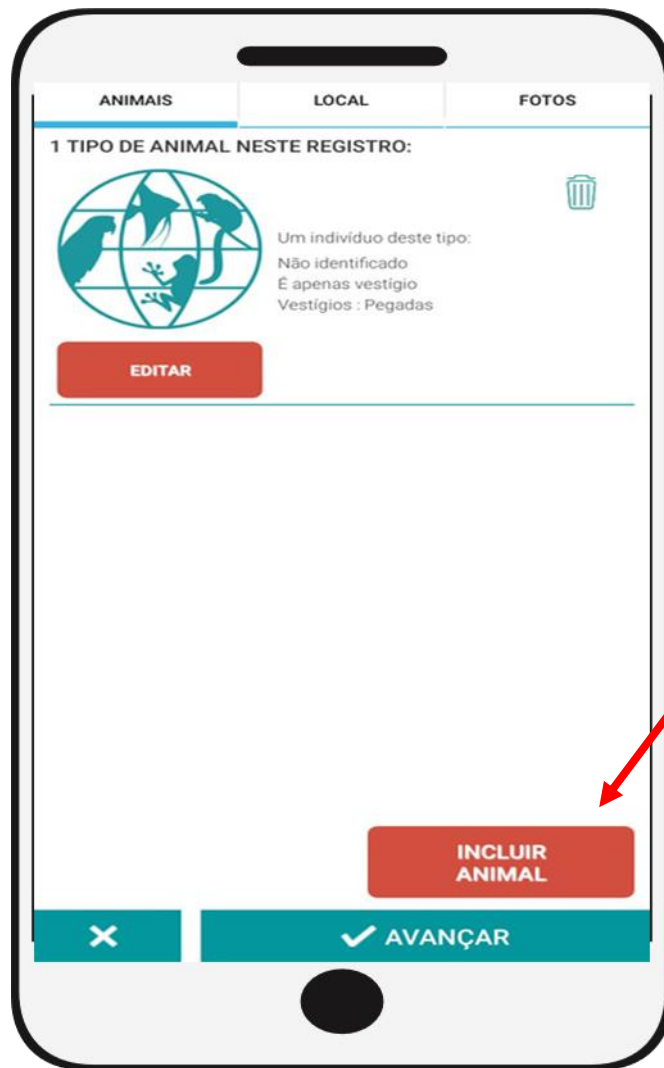 ANIMAIS LOCAL FOTOS
1 TIPO DE ANIMAL NESTE REGISTRO:
Um indivíduo deste tipo:
Não identificado
É apenas vestígio
Vestígios : Pegadas
EDITAR
INCLUIR
ANIMAL
AVANÇAR